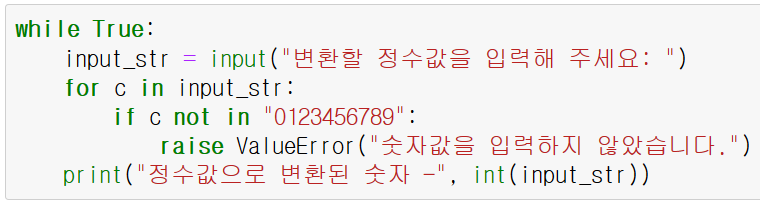 while True:
    input_str = input("변환할 정수값을 입력해 주세요: ")
    for c in input_str:
        if c not in "0123456789":
            raise ValueError("숫자값을 입력하지 않았습니다.")
    print("정수값으로 변환된 숫자 -", int(input_str))